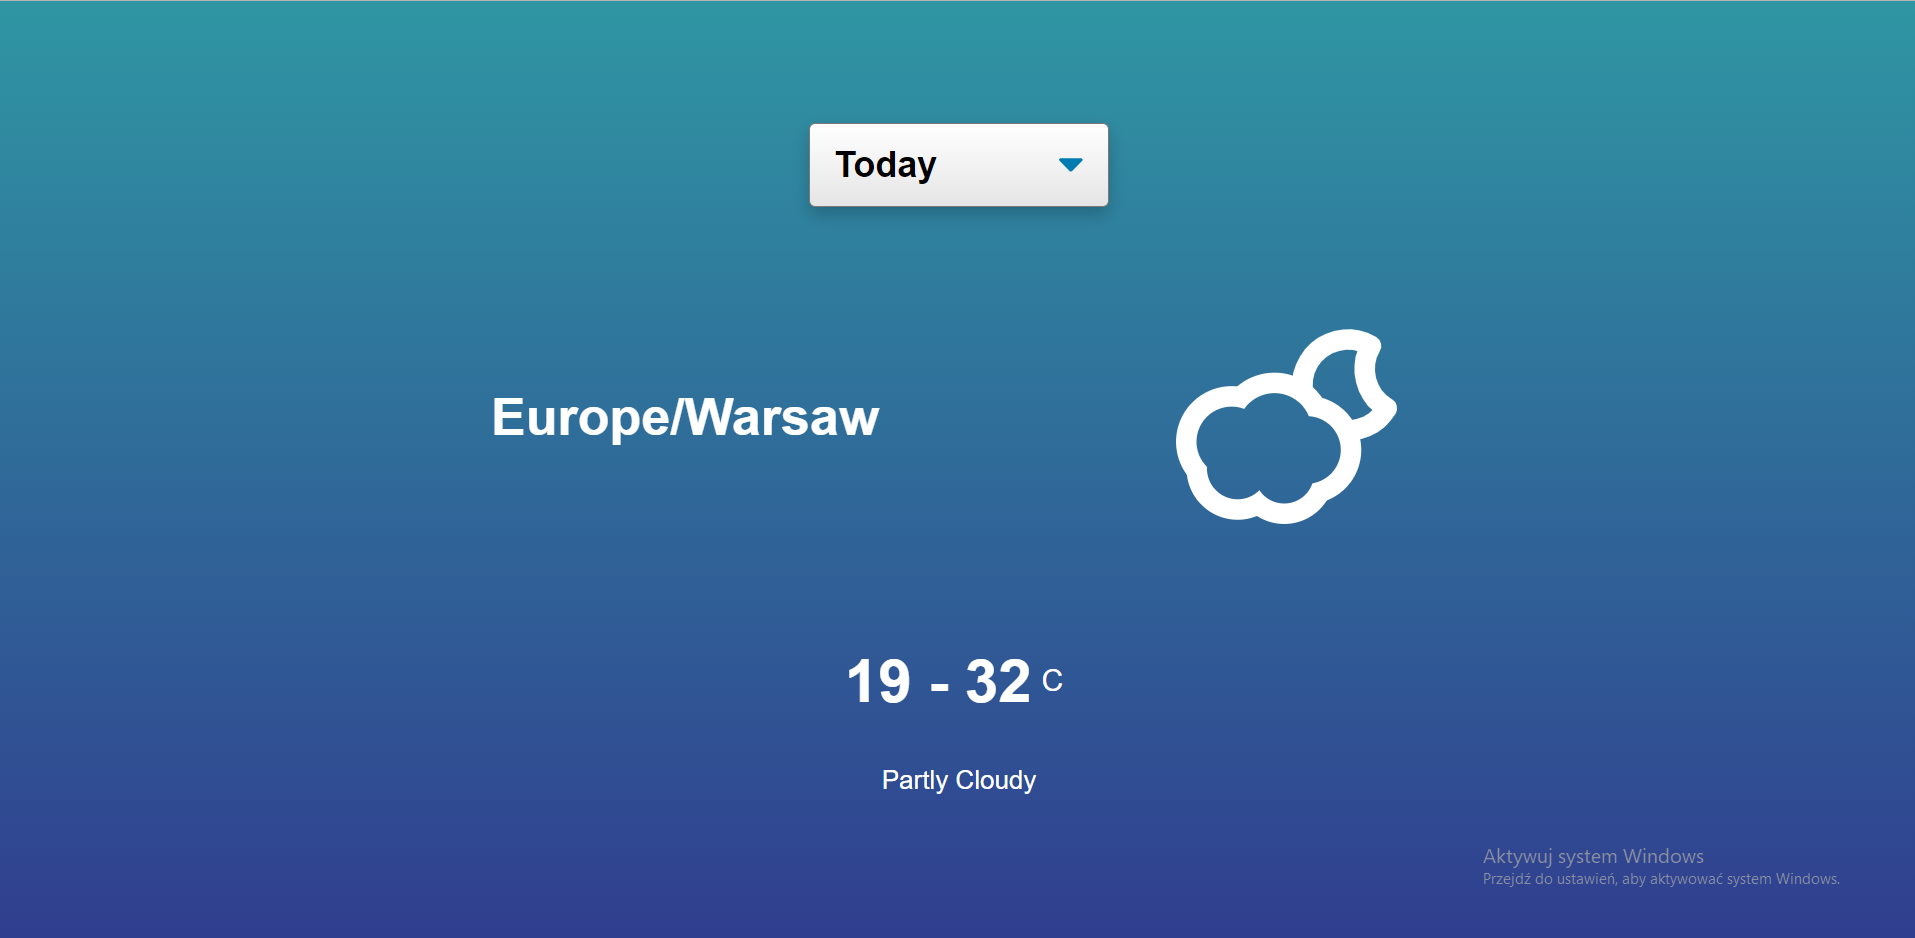 Today
Europe/Warsaw
19 - 32 C
Partly Cloudy
Aktywuj system Windows
Przejdź do ustawień, aby aktywować system Windows.